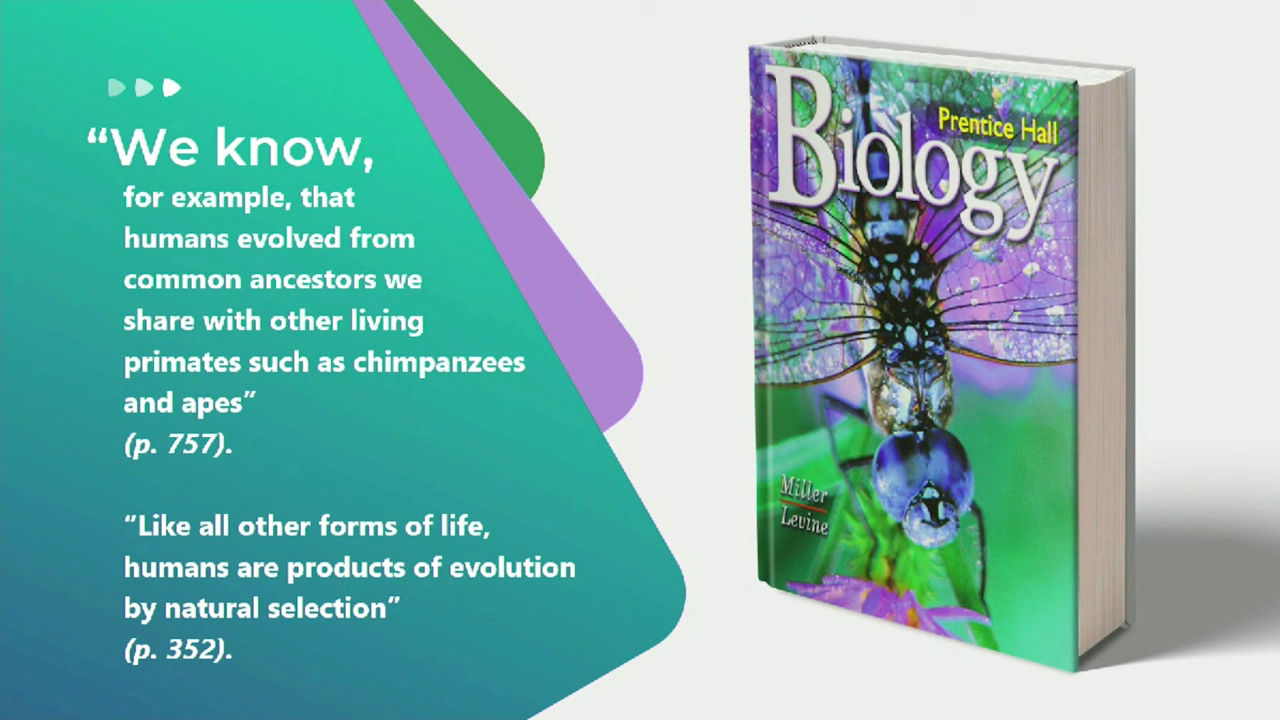 “We know,
for example, that
humans evolved from
common ancestors we
share with other living
primates such as chimpanzees
and apes”
(p. 757).
“Like all other forms of life,
humans are products of evolution
by natural selection”
(p. 352).
Prentice Hall
Biology
Miller
Levine